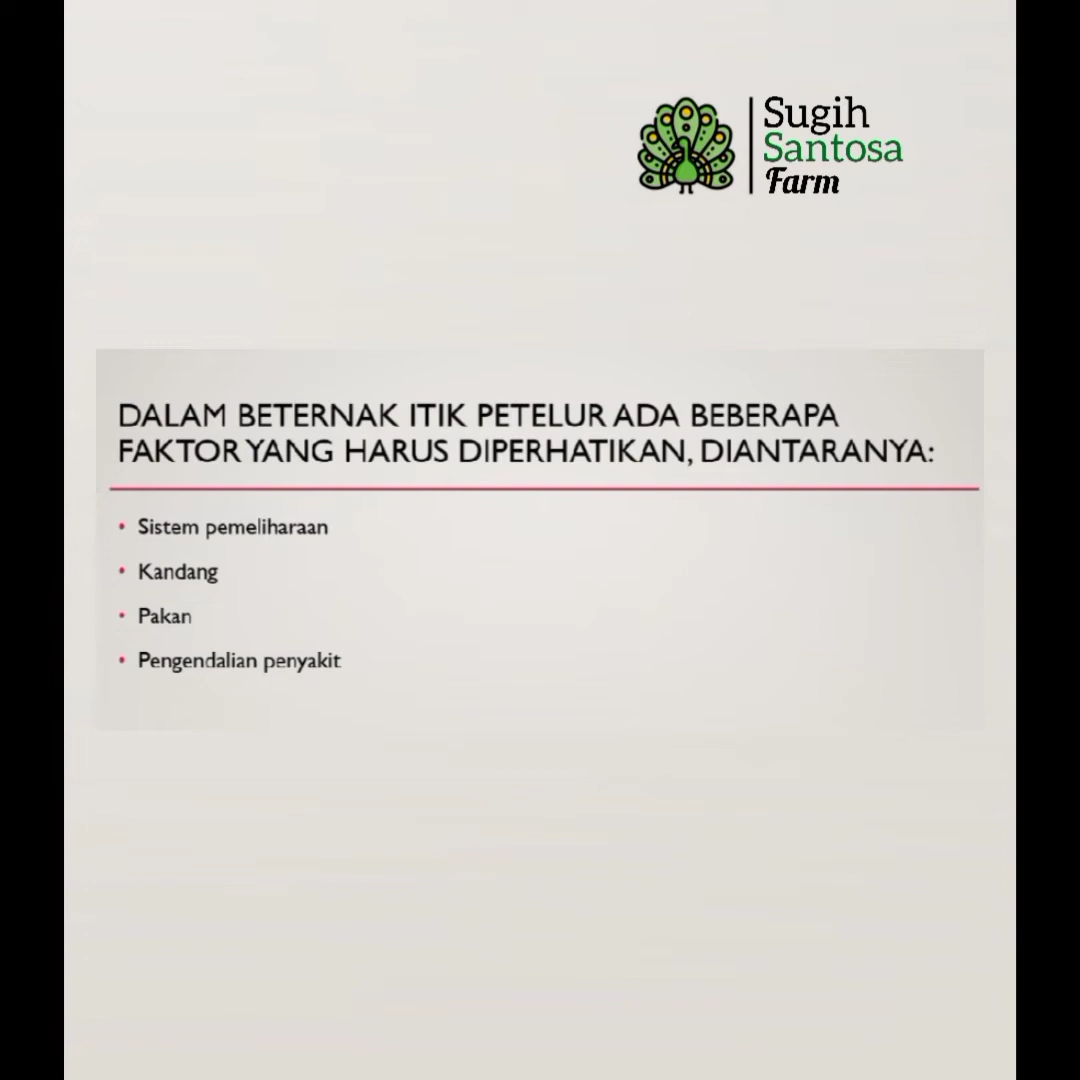 Sugih
Santosa
Farm
DALAM BETERNAK ITIK PETELUR ADA BEBERAPA
FAKTOR YANG HARUS DIPERHATIKAN, DIANTARANYA:
• Sistem pemeliharaan
• Kandang
• Pakan
• Pengendalian penyakit